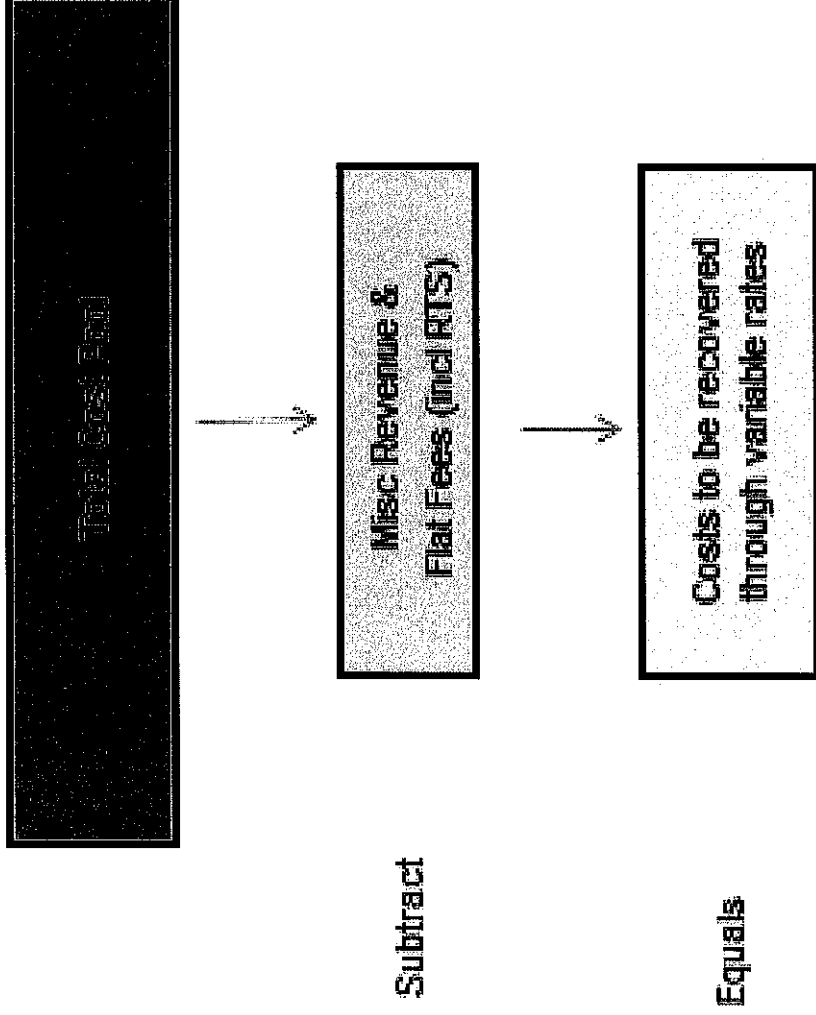 Total Cost Pool
Subtract
Misc Revenue &
Flat Fees (incl RTS)
Equals
Costs to be recovered
through variable rates